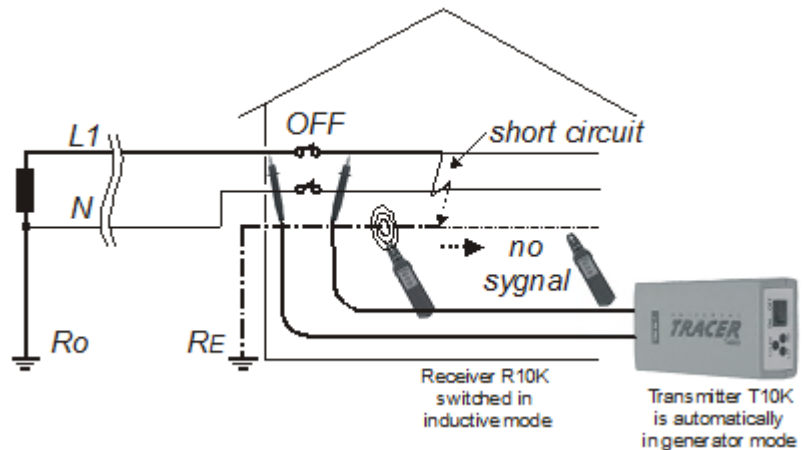 L1
OFF
short circuit
N
no
sygnal
Ro
RE
TRACER
Receiver R10K
switched in
inductive mode
Transmitter T10K
is automatically
in generator mode